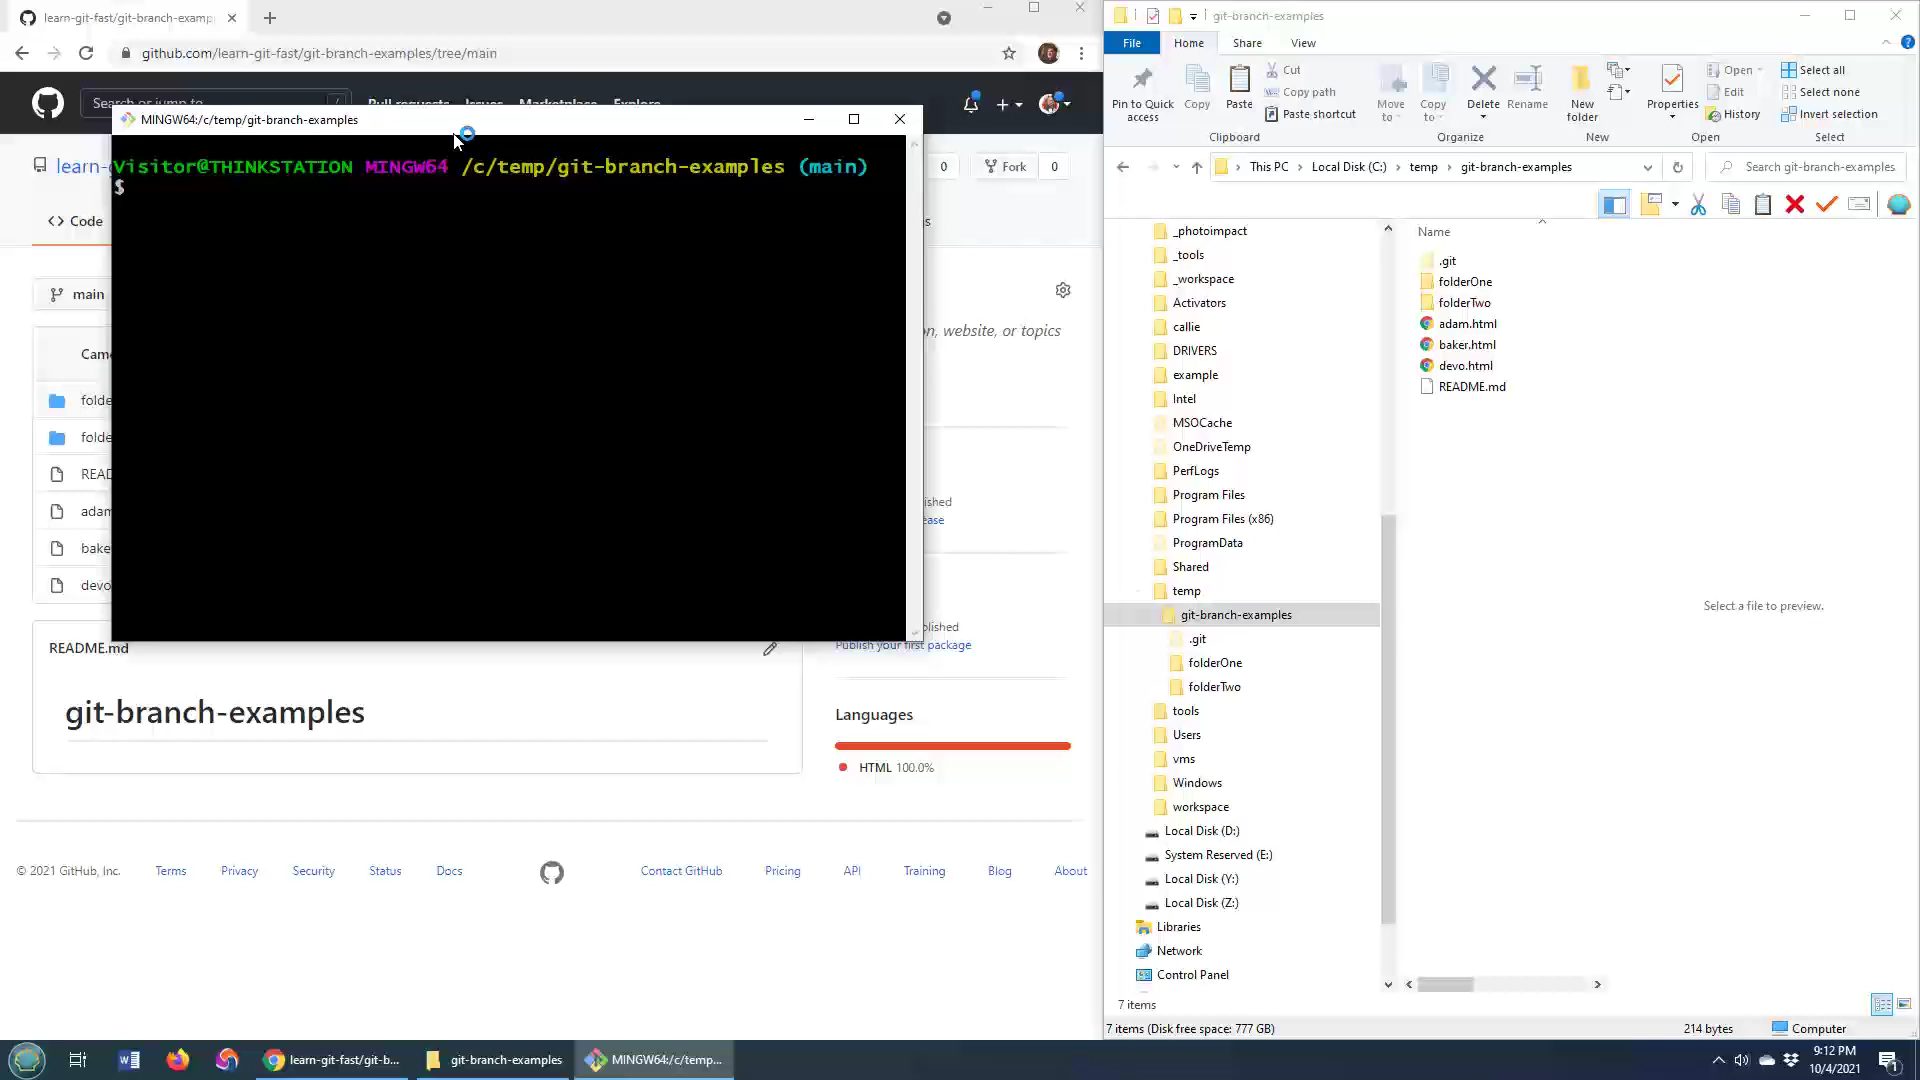 learn-git-fast/git-branch-examp
github.com/learn-git-fast/git-branch-examples/tree/main
Search or jump to
/
Pull requests
Issues
Marketplace
Explore
learn-g
0
Fork
0
Code
main
Came
n, website, or topics
folde
folde
READ
adam
bake
devo
ished
ease
olished
Publish your first package
README.md
git-branch-examples
Languages
HTML 100.0%
© 2021 GitHub, Inc.
Terms
Privacy
Security
Status
Docs
Contact GitHub
Pricing
API
Training
Blog
About
MINGW64:/c/temp/git-branch-examples
Visitor@THINKSTATION MINGW64 /c/temp/git-branch-examples (main)
$
git-branch-examples
File
Home
Share
View
Pin to Quick access
Copy
Paste
Cut
Copy path
Paste shortcut
Clipboard
Move to
Copy to
Delete
Rename
Organize
New folder
New
Properties
Open
Edit
History
Open
Select all
Select none
Invert selection
Select
This PC
Local Disk (C:)
temp
git-branch-examples
Search git-branch-examples
_photoimpact
_tools
_workspace
Activators
callie
DRIVERS
example
Intel
MSOCache
OneDriveTemp
PerfLogs
Program Files
Program Files (x86)
ProgramData
Shared
temp
git-branch-examples
.git
folderOne
folderTwo
tools
Users
vms
Windows
workspace
Local Disk (D:)
System Reserved (E:)
Local Disk (Y:)
Local Disk (Z:)
Libraries
Network
Control Panel
Name
.git
folderOne
folderTwo
adam.html
baker.html
devo.html
README.md
Select a file to preview.
7 items
7 items (Disk free space: 777 GB)
214 bytes
Computer
learn-git-fast/git-b...
git-branch-examples
MINGW64:/c/temp...
9:12 PM
10/4/2021
1